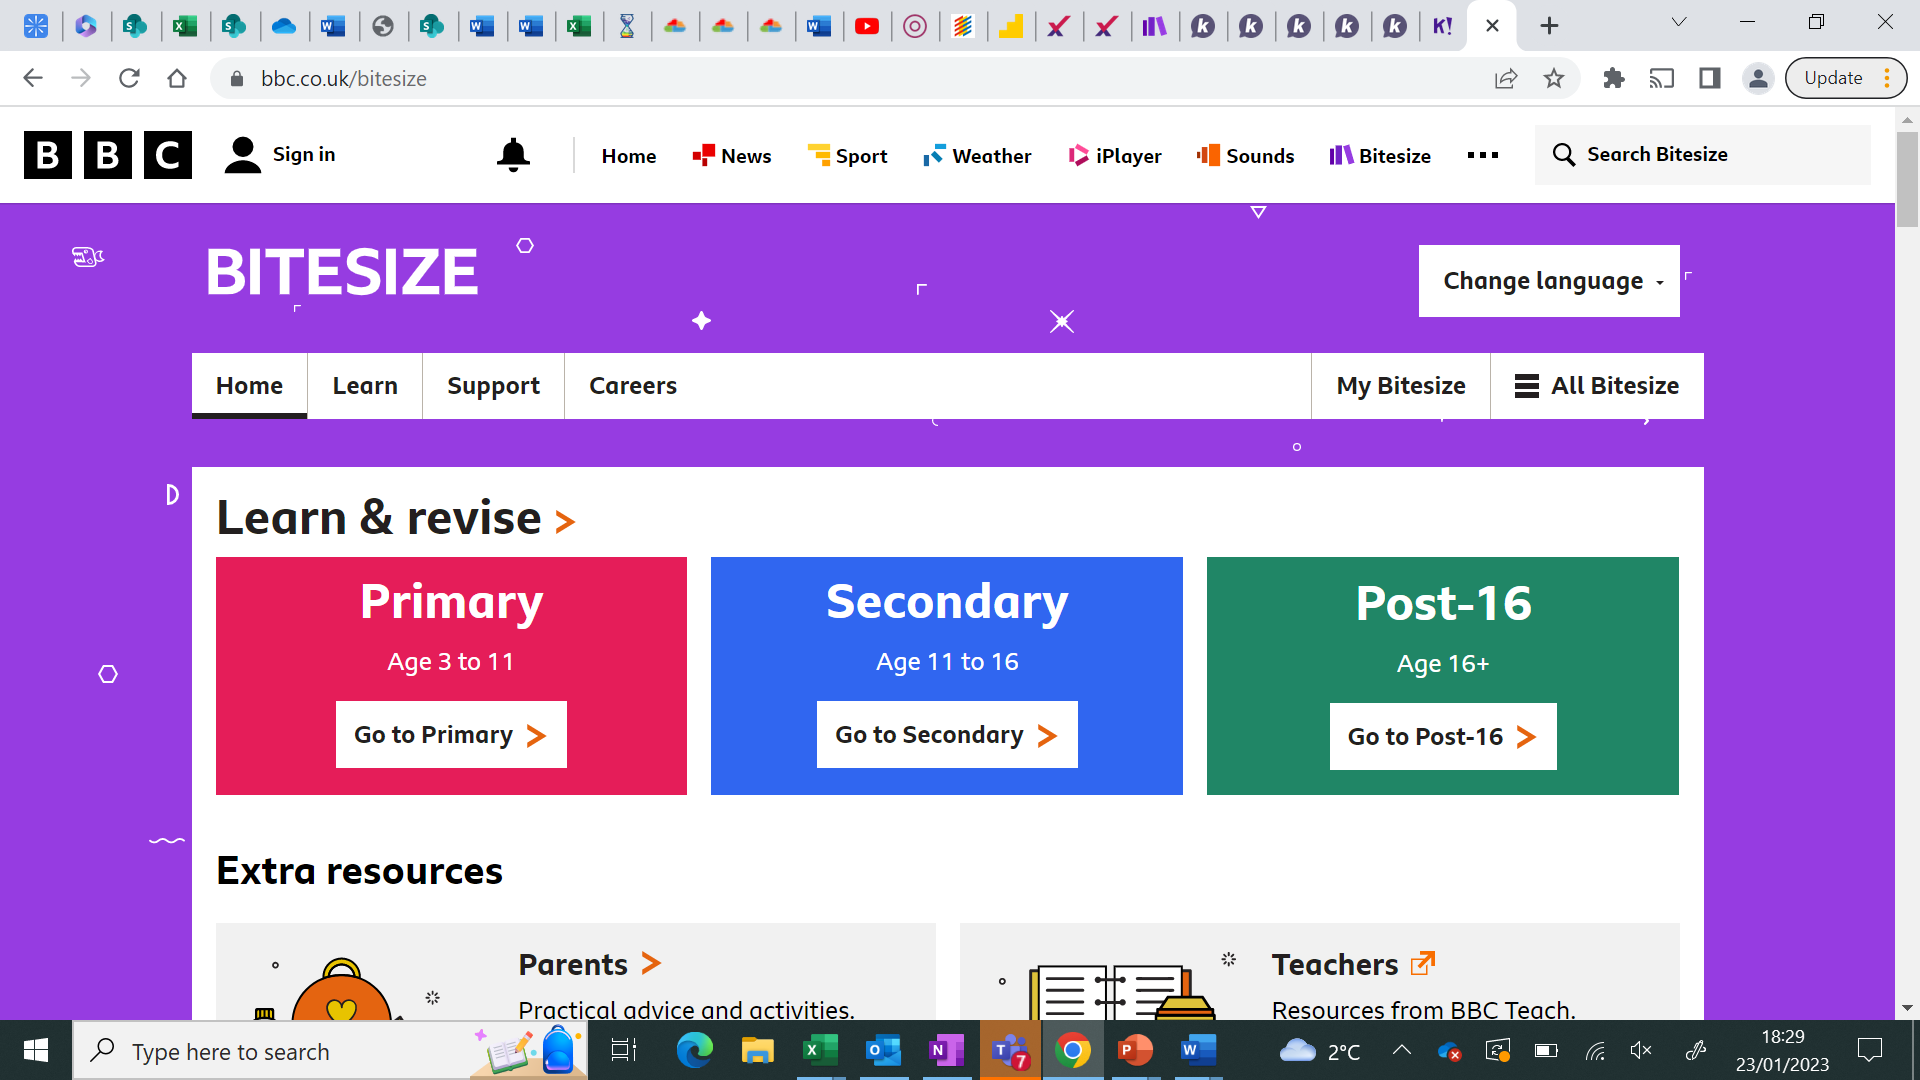 bbc.co.uk/bitesize
Update
BBC
Sign in
Home
News
Sport
Weather
iPlayer
Sounds
Bitesize
Search Bitesize
BITESIZE
Change language
Home
Learn
Support
Careers
My Bitesize
All Bitesize
Learn & revise >
Primary
Age 3 to 11
Go to Primary >
Secondary
Age 11 to 16
Go to Secondary >
Post-16
Age 16+
Go to Post-16 >
Extra resources
Parents >
Practical advice and activities.
Teachers
Resources from BBC Teach.
Type here to search
7
2°C
18:29
23/01/2023